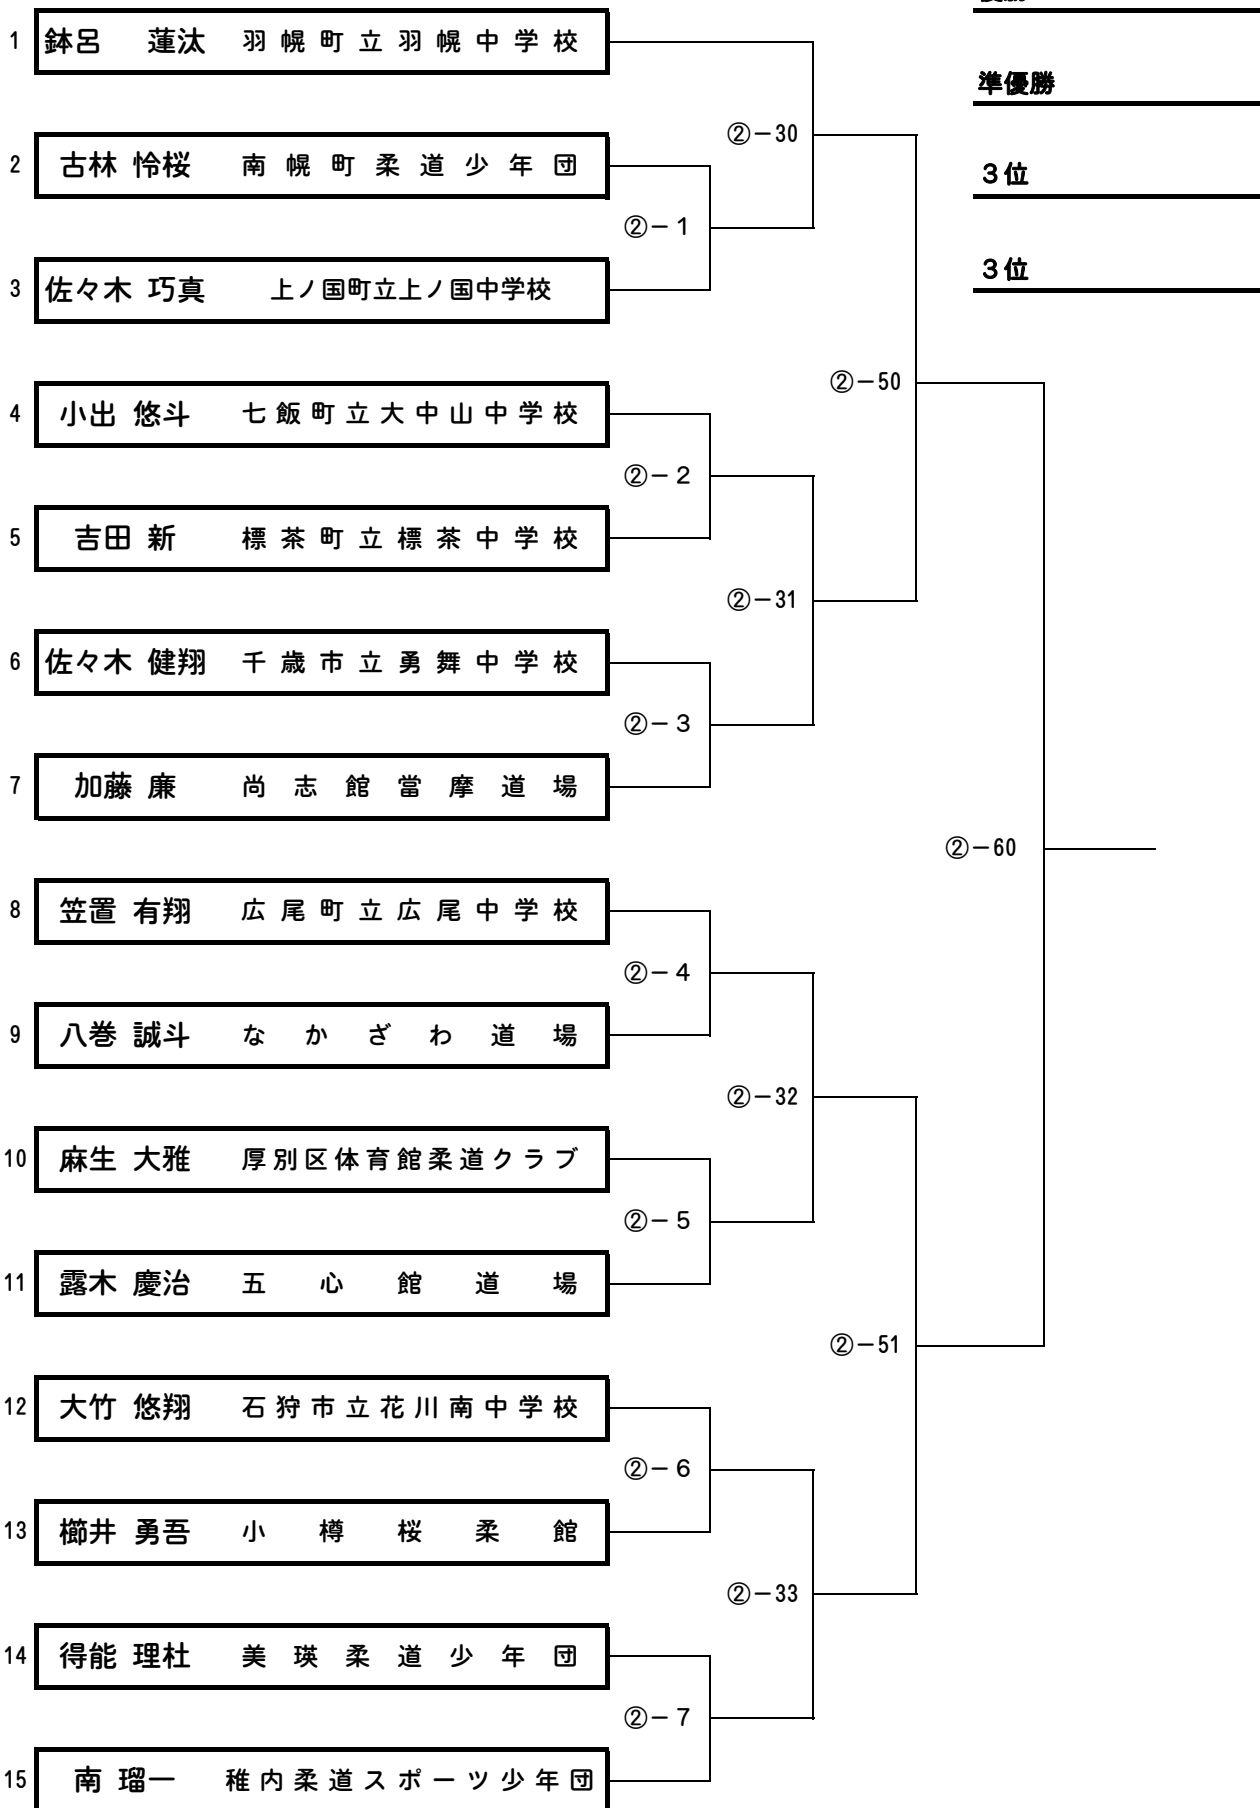 1 鉢呂 蓮汰 羽幌町立羽幌中学校
準優勝
②－30
2 古林 怜桜 南幌町柔道少年団
3位
②－1
3 佐々木 巧真 上ノ国町立上ノ国中学校
3位
②－50
4 小出 悠斗 七飯町立大中山中学校
②－2
5 吉田 新 標茶町立標茶中学校
②－31
6 佐々木 健翔 千歳市立勇舞中学校
②－3
7 加藤 廉 尚志館當摩道場
②－60
8 笠置 有翔 広尾町立広尾中学校
②－4
9 八巻 誠斗 なかざわ道場
②－32
10 麻生 大雅 厚別区体育館柔道クラブ
②－5
11 露木 慶治 五心館道場
②－51
12 大竹 悠翔 石狩市立花川南中学校
②－6
13 櫛井 勇吾 小樽桜柔館
②－33
14 得能 理杜 美瑛柔道少年団
②－7
15 南 瑠一 稚内柔道スポーツ少年団